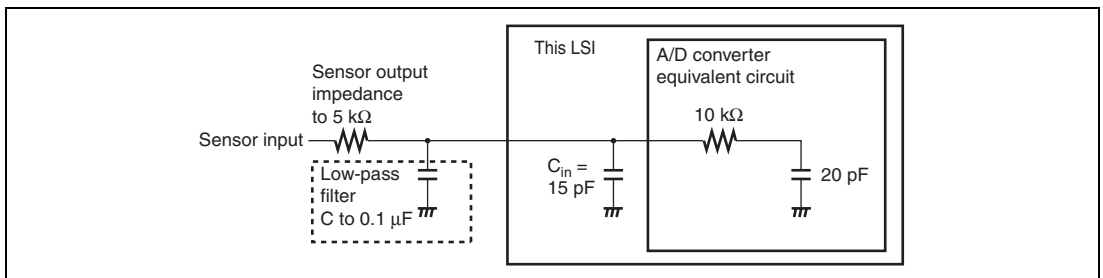 This LSI
A/D converter
equivalent circuit
Sensor output
impedance
to 5 kΩ
10 kΩ
Sensor input
Low-pass
filter
C to 0.1 μF
C_in =
15 pF
20 pF